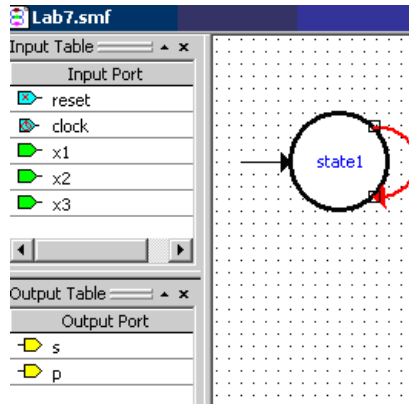 Lab7.smf
Input Table
Input Port
reset
clock
x1
x2
x3
Output Table
Output Port
s
p
state1